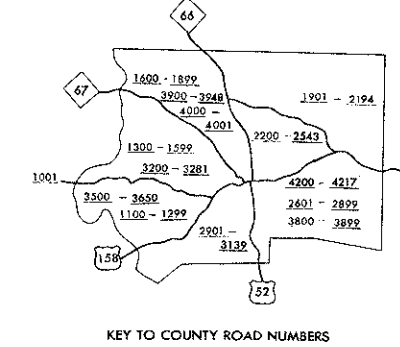 66
67
1600 - 1899
3900 - 3948
4000 -
4001
1901 - 2194
2200 - 2543
1300 - 1599
3200 - 3281
1001
3500 - 3650
1100 - 1299
4200 - 4217
2601 - 2899
3800 - 3899
2901 -
3139
158
52
KEY TO COUNTY ROAD NUMBERS